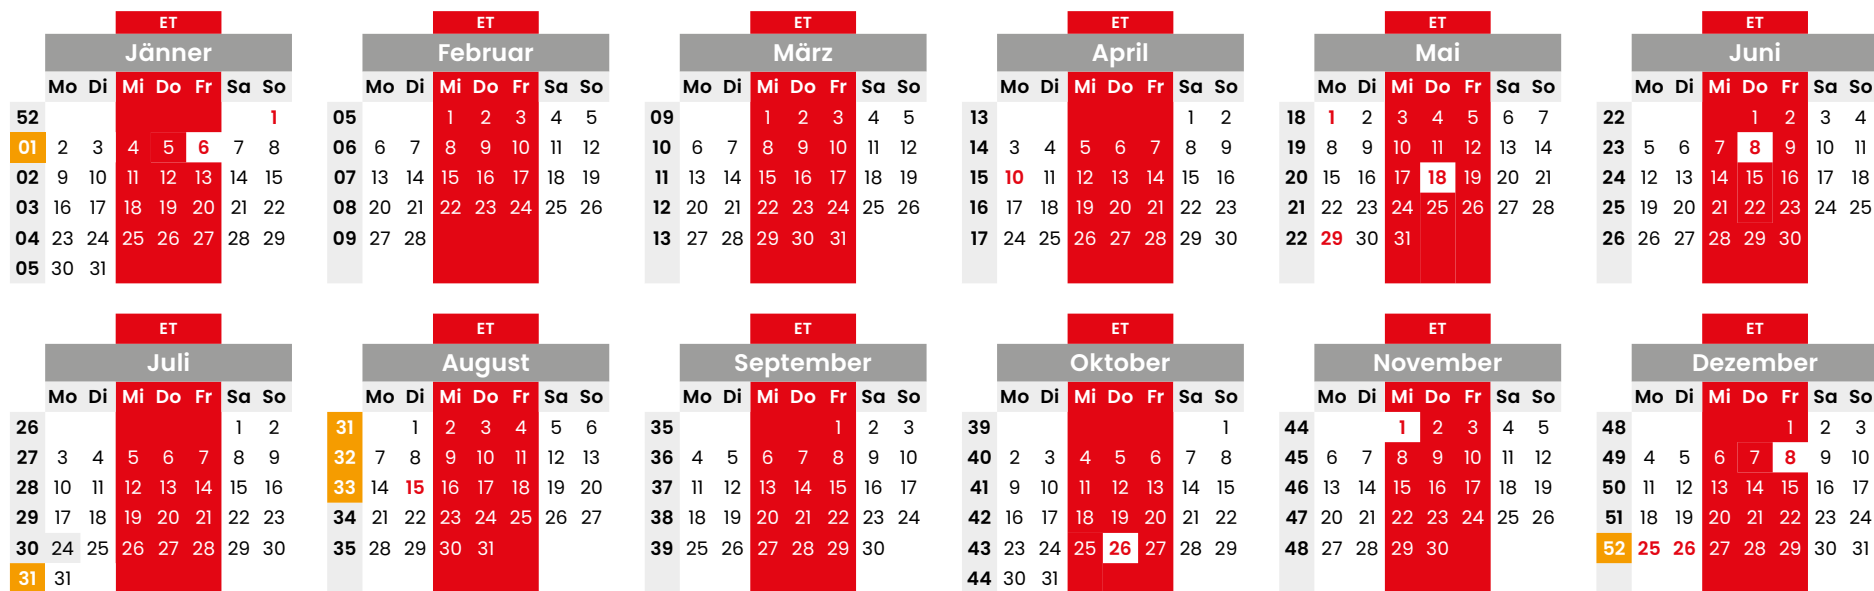 ET ET ET ET ET ET
Jänner Februar März April Mai Juni
Mo Di Mi Do Fr Sa So Mo Di Mi Do Fr Sa So Mo Di Mi Do Fr Sa So Mo Di Mi Do Fr Sa So Mo Di Mi Do Fr Sa So Mo Di Mi Do Fr Sa So
52 1 05 1 2 3 4 5 09 1 2 3 4 5 13 1 2 18 1 2 3 4 5 6 7 22 1 2 3 4
01 2 3 4 5 6 7 8 06 6 7 8 9 10 11 12 10 6 7 8 9 10 11 12 14 3 4 5 6 7 8 9 19 8 9 10 11 12 13 14 23 5 6 7 8 9 10 11
02 9 10 11 12 13 14 15 07 13 14 15 16 17 18 19 11 13 14 15 16 17 18 19 15 10 11 12 13 14 15 16 20 15 16 17 18 19 20 21 24 12 13 14 15 16 17 18
03 16 17 18 19 20 21 22 08 20 21 22 23 24 25 26 12 20 21 22 23 24 25 26 16 17 18 19 20 21 22 23 21 22 23 24 25 26 27 28 25 19 20 21 22 23 24 25
04 23 24 25 26 27 28 29 09 27 28 13 27 28 29 30 31 17 24 25 26 27 28 29 30 22 29 30 31 26 26 27 28 29 30
05 30 31
ET ET ET ET ET ET
Juli August September Oktober November Dezember
Mo Di Mi Do Fr Sa So Mo Di Mi Do Fr Sa So Mo Di Mi Do Fr Sa So Mo Di Mi Do Fr Sa So Mo Di Mi Do Fr Sa So Mo Di Mi Do Fr Sa So
26 1 2 31 1 2 3 4 5 6 35 1 2 3 39 1 44 1 2 3 4 5 48 1 2 3
27 3 4 5 6 7 8 9 32 7 8 9 10 11 12 13 36 4 5 6 7 8 9 10 40 2 3 4 5 6 7 8 45 6 7 8 9 10 11 12 49 4 5 6 7 8 9 10
28 10 11 12 13 14 15 16 33 14 15 16 17 18 19 20 37 11 12 13 14 15 16 17 41 9 10 11 12 13 14 15 46 13 14 15 16 17 18 19 50 11 12 13 14 15 16 17
29 17 18 19 20 21 22 23 34 21 22 23 24 25 26 27 38 18 19 20 21 22 23 24 42 16 17 18 19 20 21 22 47 20 21 22 23 24 25 26 51 18 19 20 21 22 23 24
30 24 25 26 27 28 29 30 35 28 29 30 31 39 25 26 27 28 29 30 43 23 24 25 26 27 28 29 48 27 28 29 30 52 25 26 27 28 29 30 31
31 31 44 30 31